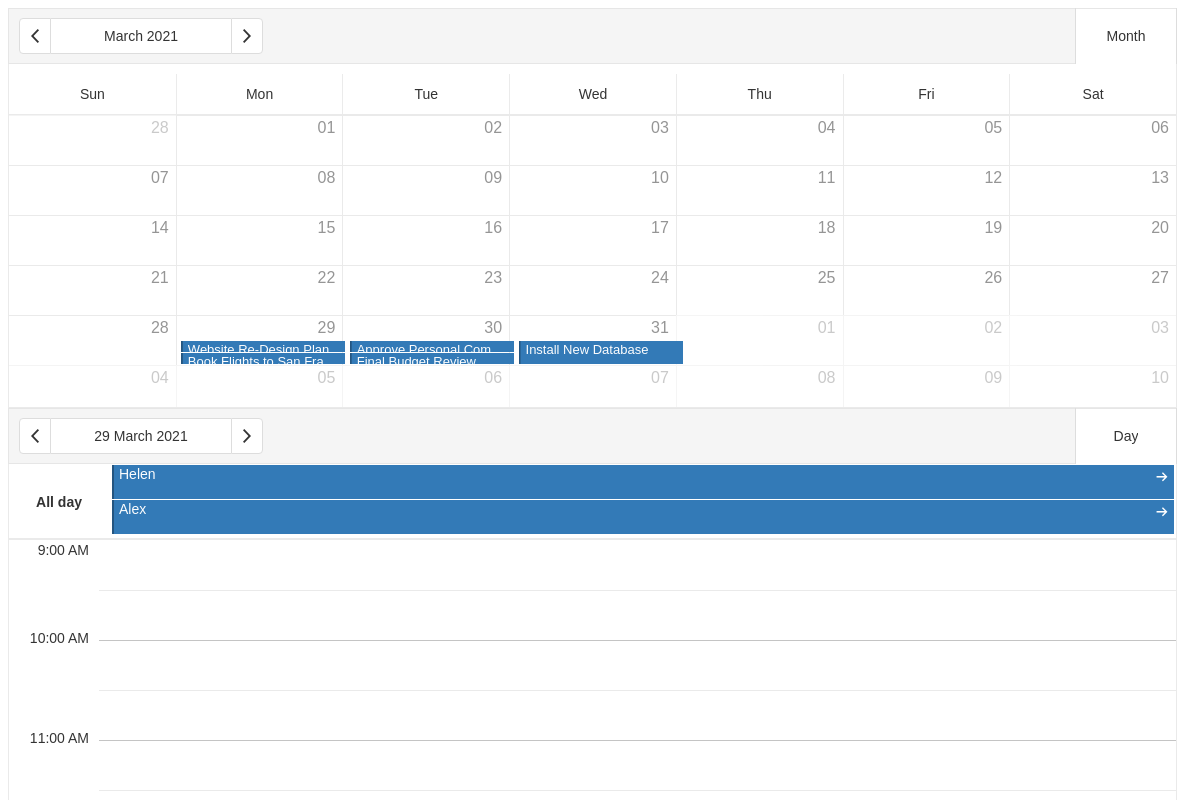 March 2021
Month
Sun Mon Tue Wed Thu Fri Sat
28 01 02 03 04 05 06
07 08 09 10 11 12 13
14 15 16 17 18 19 20
21 22 23 24 25 26 27
28 29 30 31 01 02 03
Website Re-Design Plan Approve Personal Com Install New Database
Book Flights to San Fra Final Budget Review
04 05 06 07 08 09 10
29 March 2021
Day
All day
Helen
Alex
9:00 AM
10:00 AM
11:00 AM